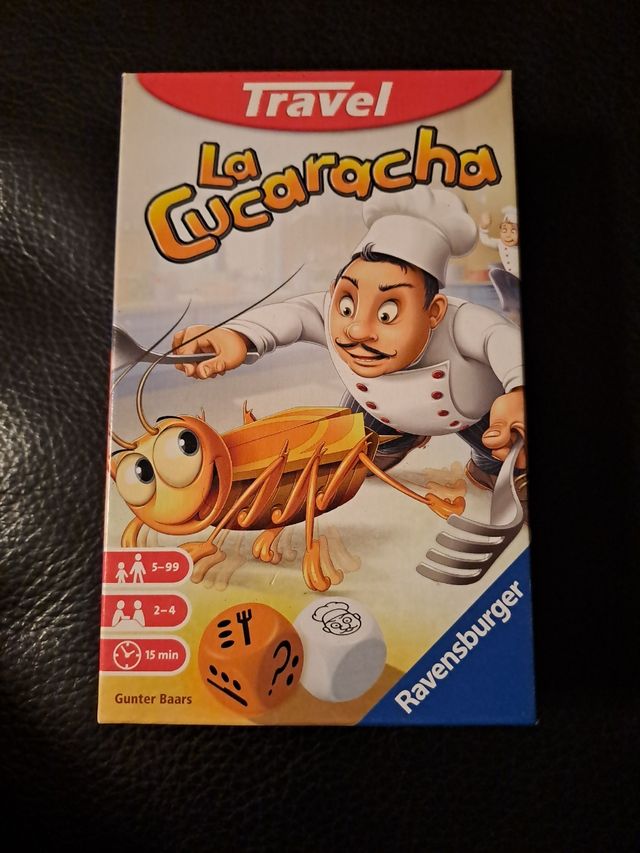 Travel
La
Cucaracha
5-99
2-4
15 min
?
Gunter Baars
Ravensburger